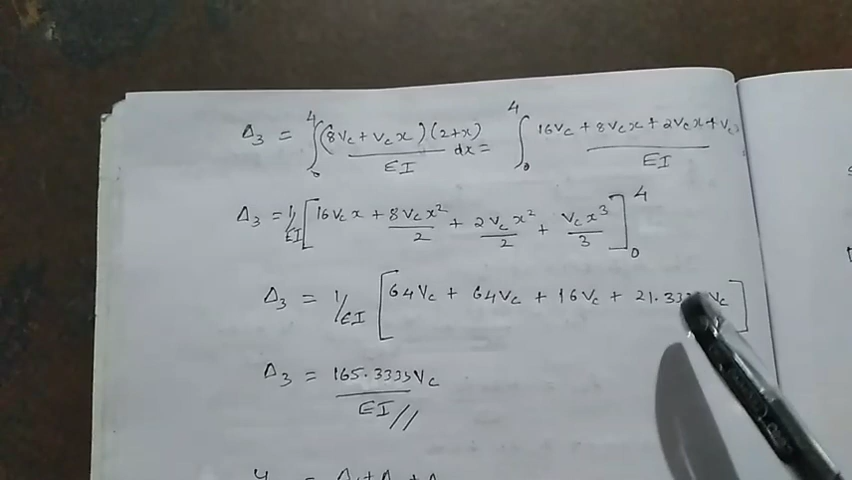 Δ₃ = ∫₀⁴ (8Vc + Vc x)(2+x)/EI dx = ∫₀⁴ 16Vc + 8Vc x + 2Vc x + Vc /EI
Δ₃ = 1/EI [16Vc x + 8Vc x²/2 + 2Vc x²/2 + Vc x³/3]₀⁴
Δ₃ = 1/EI [64Vc + 64Vc + 16Vc + 21.33 Vc]
Δ₃ = 165.3333Vc/EI //